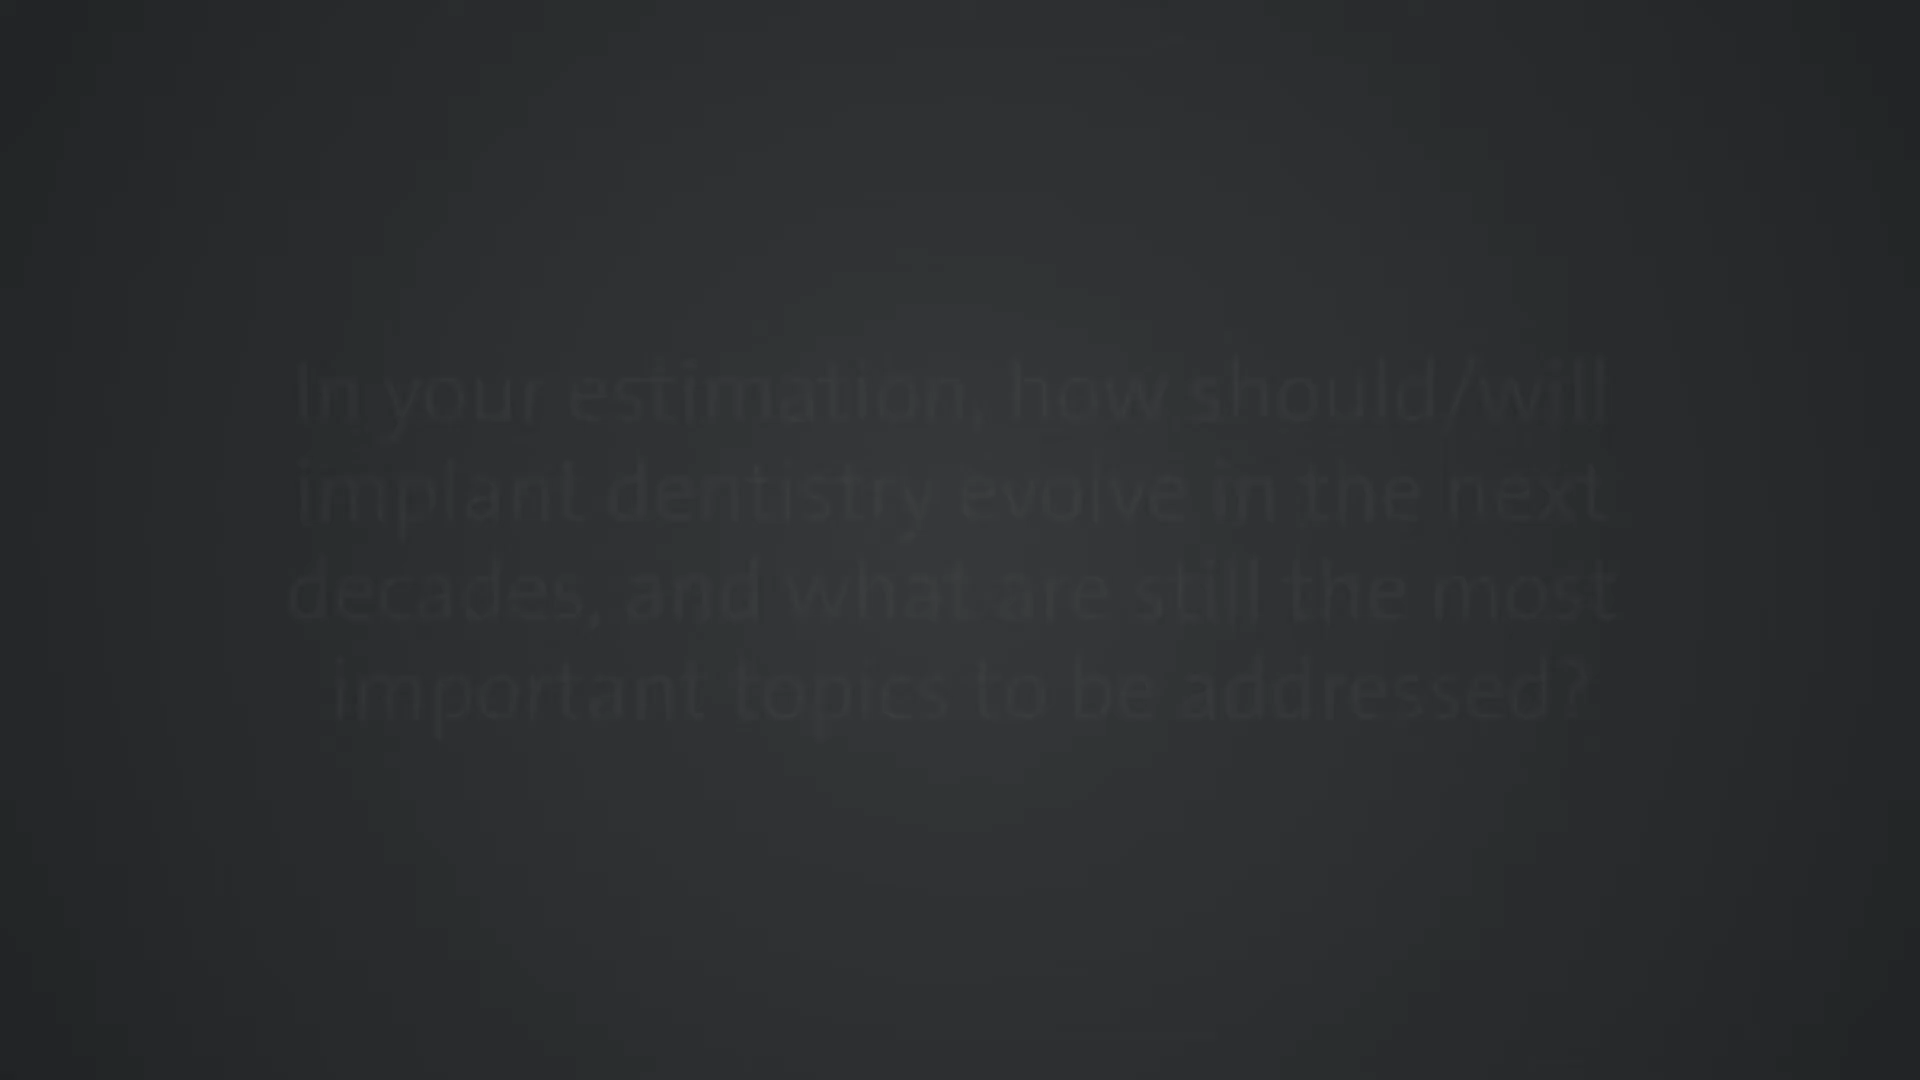 In your estimation, how should/will
implant dentistry evolve in the next
decades, and what are still the most
important topics to be addressed?